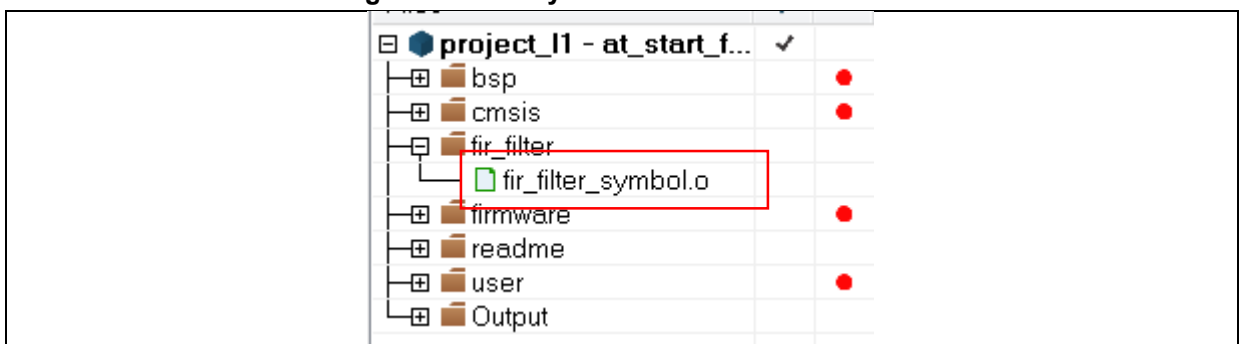 project_l1 - at_start_f...
bsp
cmsis
fir_filter
fir_filter_symbol.o
firmware
readme
user
Output